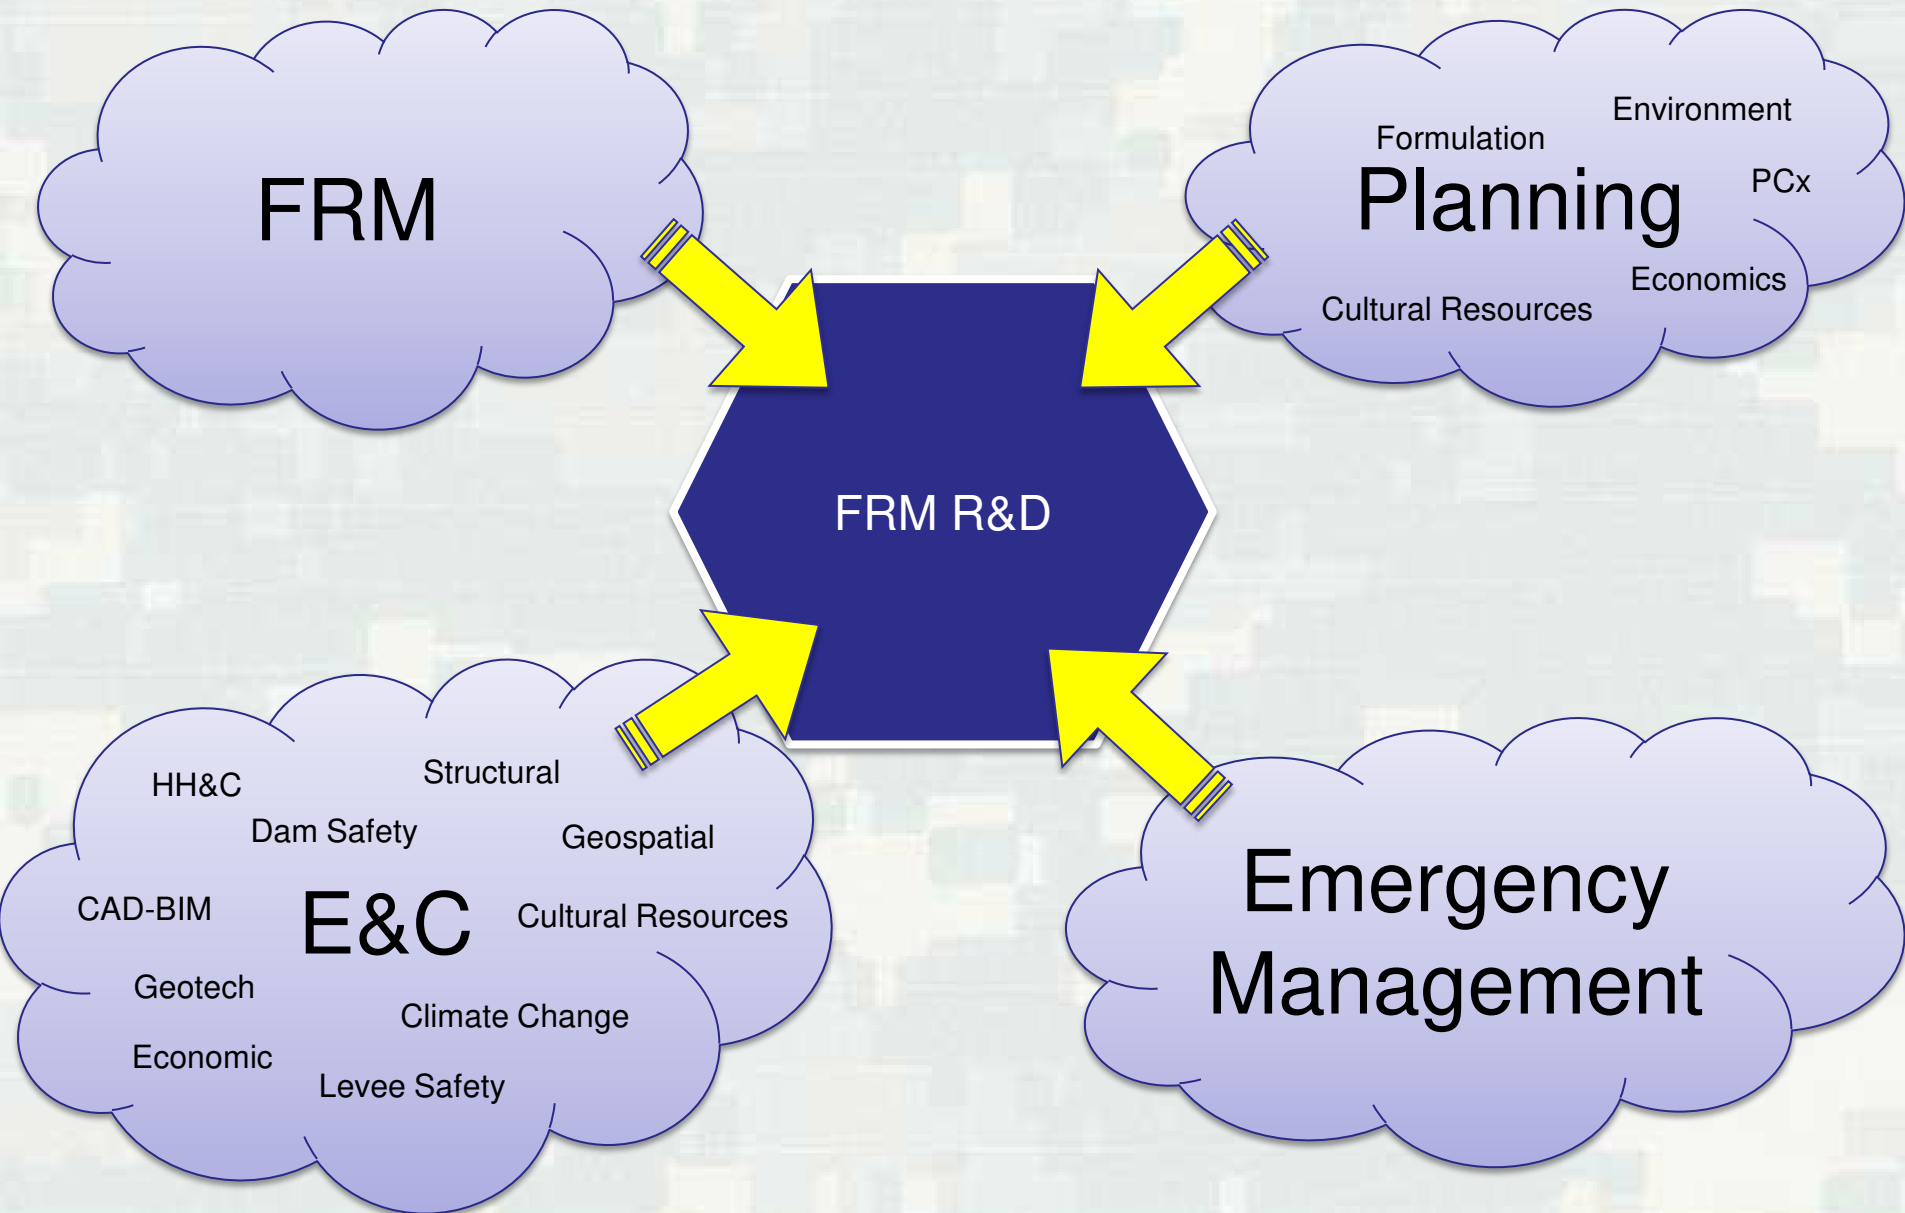 FRM
Formulation
Environment
Planning
PCx
Economics
Cultural Resources
FRM R&D
HH&C
Structural
Dam Safety
Geospatial
CAD-BIM
E&C
Cultural Resources
Geotech
Climate Change
Economic
Levee Safety
Emergency
Management